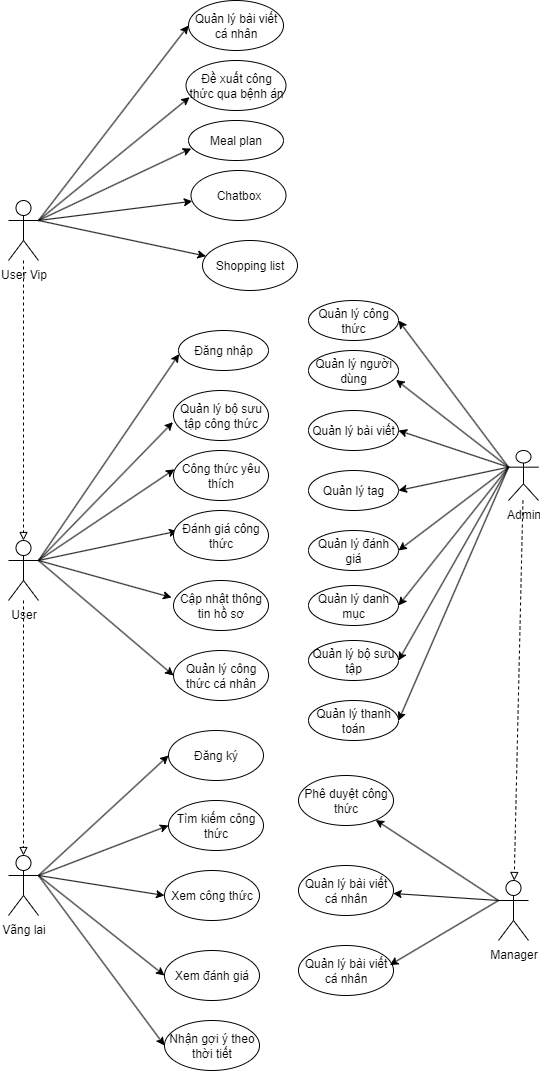 Quản lý bài viết
cá nhân
Đề xuất công
thức qua bệnh án
Meal plan
Chatbox
Shopping list
User Vip
Đăng nhập
Quản lý bộ sưu
tập công thức
Công thức yêu
thích
Đánh giá công
thức
Cập nhật thông
tin hồ sơ
Quản lý công
thức cá nhân
User
Đăng ký
Tìm kiếm công
thức
Xem công thức
Xem đánh giá
Nhận gợi ý theo
thời tiết
Vãng lai
Quản lý công
thức
Quản lý người
dùng
Quản lý bài viết
Quản lý tag
Quản lý đánh
giá
Quản lý danh
mục
Quản lý bộ sưu
tập
Quản lý thanh
toán
Admin
Phê duyệt công
thức
Quản lý bài viết
cá nhân
Quản lý bài viết
cá nhân
Manager